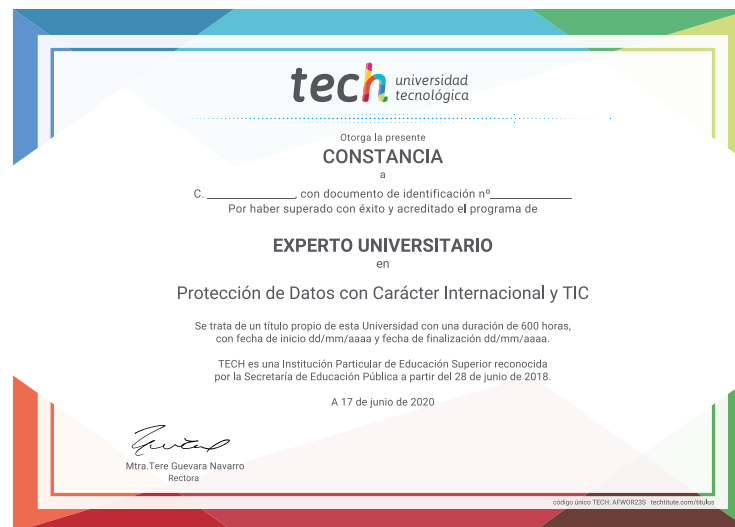 tech universidad
tecnológica
Otorga la presente
CONSTANCIA
a
C. ______________, con documento de identificación nº_____________
Por haber superado con éxito y acreditado el programa de
EXPERTO UNIVERSITARIO
en
Protección de Datos con Carácter Internacional y TIC
Se trata de un título propio de esta Universidad con una duración de 600 horas,
con fecha de inicio dd/mm/aaaa y fecha de finalización dd/mm/aaaa.
TECH es una Institución Particular de Educación Superior reconocida
por la Secretaría de Educación Pública a partir del 28 de junio de 2018.
A 17 de junio de 2020
Mtra.Tere Guevara Navarro
Rectora
código único TECH: AFWOR23S techtitute.com/titulos